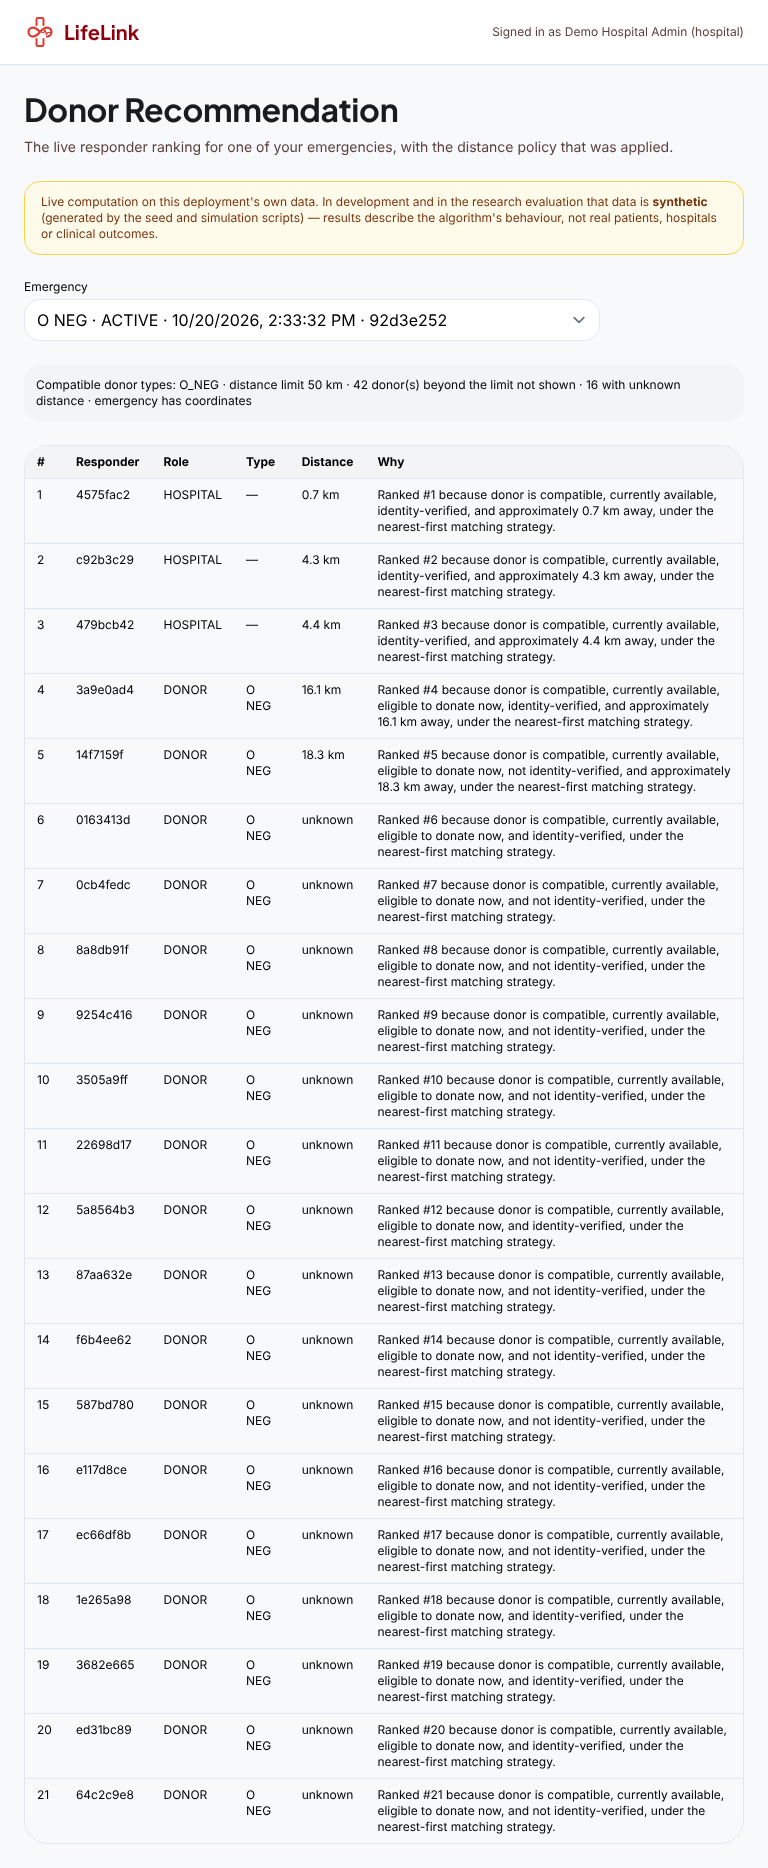 LifeLink
Signed in as Demo Hospital Admin (hospital)
Donor Recommendation
The live responder ranking for one of your emergencies, with the distance policy that was applied.
Live computation on this deployment's own data. In development and in the research evaluation that data is synthetic
(generated by the seed and simulation scripts) — results describe the algorithm's behaviour, not real patients, hospitals
or clinical outcomes.
Emergency
O NEG · ACTIVE · 10/20/2026, 2:33:32 PM · 92d3e252
Compatible donor types: O_NEG · distance limit 50 km · 42 donor(s) beyond the limit not shown · 16 with unknown
distance · emergency has coordinates
# Responder Role Type Distance Why
1 4575fac2 HOSPITAL — 0.7 km Ranked #1 because donor is compatible, currently available,
identity-verified, and approximately 0.7 km away, under the
nearest-first matching strategy.
2 c92b3c29 HOSPITAL — 4.3 km Ranked #2 because donor is compatible, currently available,
identity-verified, and approximately 4.3 km away, under the
nearest-first matching strategy.
3 479bcb42 HOSPITAL — 4.4 km Ranked #3 because donor is compatible, currently available,
identity-verified, and approximately 4.4 km away, under the
nearest-first matching strategy.
4 3a9e0ad4 DONOR O 16.1 km Ranked #4 because donor is compatible, currently available,
NEG eligible to donate now, identity-verified, and approximately
16.1 km away, under the nearest-first matching strategy.
5 14f7159f DONOR O 18.3 km Ranked #5 because donor is compatible, currently available,
NEG eligible to donate now, not identity-verified, and approximately
18.3 km away, under the nearest-first matching strategy.
6 0163413d DONOR O unknown Ranked #6 because donor is compatible, currently available,
NEG eligible to donate now, and identity-verified, under the
nearest-first matching strategy.
7 0cb4fedc DONOR O unknown Ranked #7 because donor is compatible, currently available,
NEG eligible to donate now, and not identity-verified, under the
nearest-first matching strategy.
8 8a8db91f DONOR O unknown Ranked #8 because donor is compatible, currently available,
NEG eligible to donate now, and not identity-verified, under the
nearest-first matching strategy.
9 9254c416 DONOR O unknown Ranked #9 because donor is compatible, currently available,
NEG eligible to donate now, and not identity-verified, under the
nearest-first matching strategy.
10 3505a9ff DONOR O unknown Ranked #10 because donor is compatible, currently available,
NEG eligible to donate now, and not identity-verified, under the
nearest-first matching strategy.
11 22698d17 DONOR O unknown Ranked #11 because donor is compatible, currently available,
NEG eligible to donate now, and not identity-verified, under the
nearest-first matching strategy.
12 5a8564b3 DONOR O unknown Ranked #12 because donor is compatible, currently available,
NEG eligible to donate now, and identity-verified, under the
nearest-first matching strategy.
13 87aa632e DONOR O unknown Ranked #13 because donor is compatible, currently available,
NEG eligible to donate now, and not identity-verified, under the
nearest-first matching strategy.
14 f6b4ee62 DONOR O unknown Ranked #14 because donor is compatible, currently available,
NEG eligible to donate now, and not identity-verified, under the
nearest-first matching strategy.
15 587bd780 DONOR O unknown Ranked #15 because donor is compatible, currently available,
NEG eligible to donate now, and not identity-verified, under the
nearest-first matching strategy.
16 e117d8ce DONOR O unknown Ranked #16 because donor is compatible, currently available,
NEG eligible to donate now, and not identity-verified, under the
nearest-first matching strategy.
17 ec66df8b DONOR O unknown Ranked #17 because donor is compatible, currently available,
NEG eligible to donate now, and not identity-verified, under the
nearest-first matching strategy.
18 1e265a98 DONOR O unknown Ranked #18 because donor is compatible, currently available,
NEG eligible to donate now, and identity-verified, under the
nearest-first matching strategy.
19 3682e665 DONOR O unknown Ranked #19 because donor is compatible, currently available,
NEG eligible to donate now, and identity-verified, under the
nearest-first matching strategy.
20 ed31bc89 DONOR O unknown Ranked #20 because donor is compatible, currently available,
NEG eligible to donate now, and identity-verified, under the
nearest-first matching strategy.
21 64c2c9e8 DONOR O unknown Ranked #21 because donor is compatible, currently available,
NEG eligible to donate now, and not identity-verified, under the
nearest-first matching strategy.